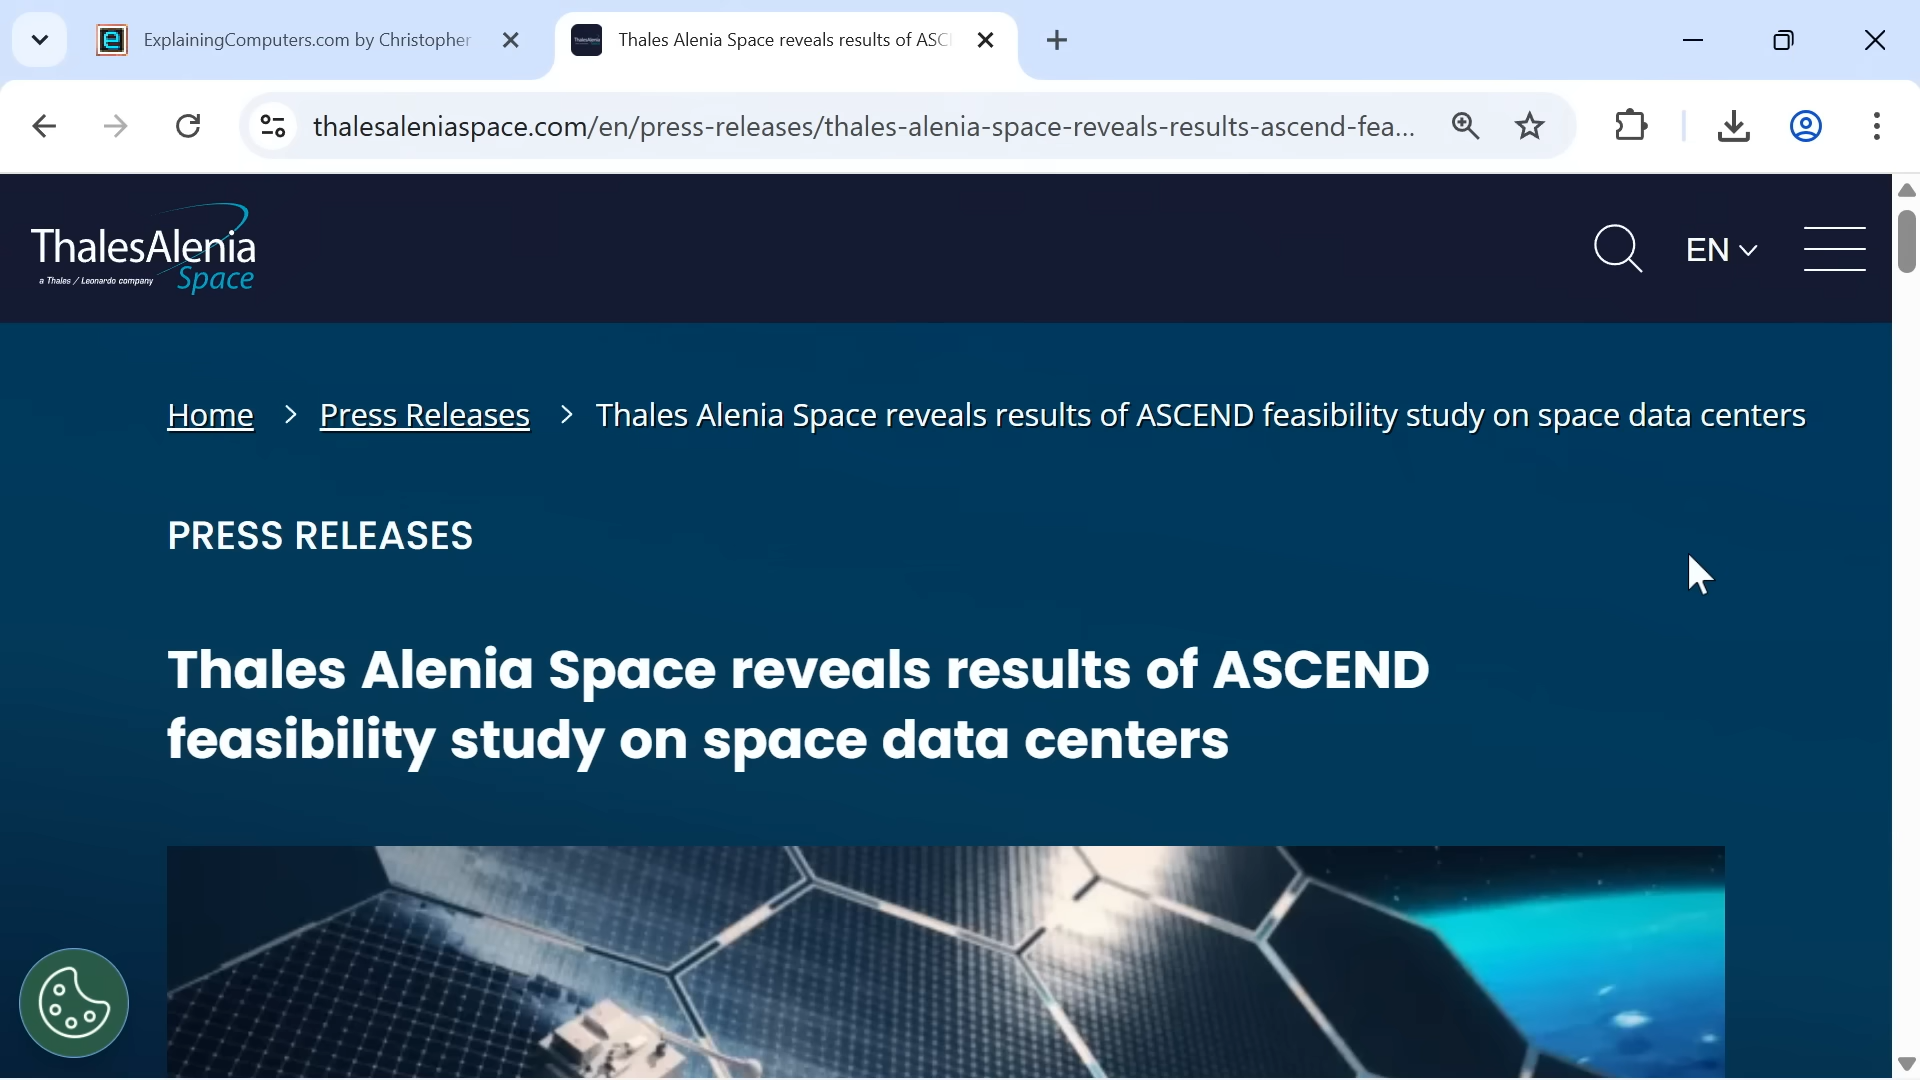 ExplainingComputers.com by Christopher
Thales Alenia Space reveals results of ASC
thalesaleniaspace.com/en/press-releases/thales-alenia-space-reveals-results-ascend-fea...
ThalesAlenia
a Thales / Leonardo company
Space
EN
Home > Press Releases > Thales Alenia Space reveals results of ASCEND feasibility study on space data centers
PRESS RELEASES
Thales Alenia Space reveals results of ASCEND
feasibility study on space data centers